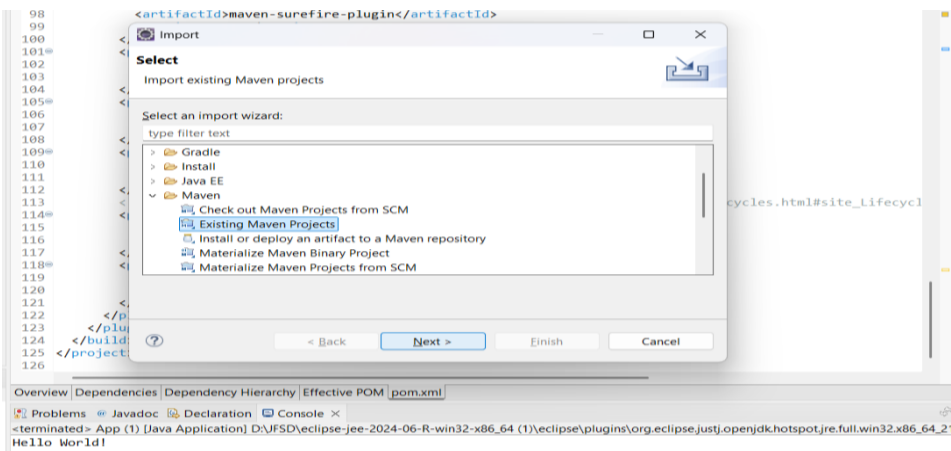 98 <artifactId>maven-surefire-plugin</artifactId>
99
100 <
101 <
102
103
104 <
105 <
106
107
108 <
109 <
110
111
112 <
113 < cycles.html#site_Lifecycl
114 <
115
116
117 <
118 <
119
120
121 <
122 </p
123 </plu
124 </build
125 </project
126
Import
Select
Import existing Maven projects
Select an import wizard:
type filter text
Gradle
Install
Java EE
Maven
Check out Maven Projects from SCM
Existing Maven Projects
Install or deploy an artifact to a Maven repository
Materialize Maven Binary Project
Materialize Maven Projects from SCM
< Back Next > Finish Cancel
Overview Dependencies Dependency Hierarchy Effective POM pom.xml
Problems Javadoc Declaration Console
<terminated> App (1) [Java Application] D:\JFSD\eclipse-jee-2024-06-R-win32-x86_64 (1)\eclipse\plugins\org.eclipse.justj.openjdk.hotspot.jre.full.win32.x86_64_2
Hello World!